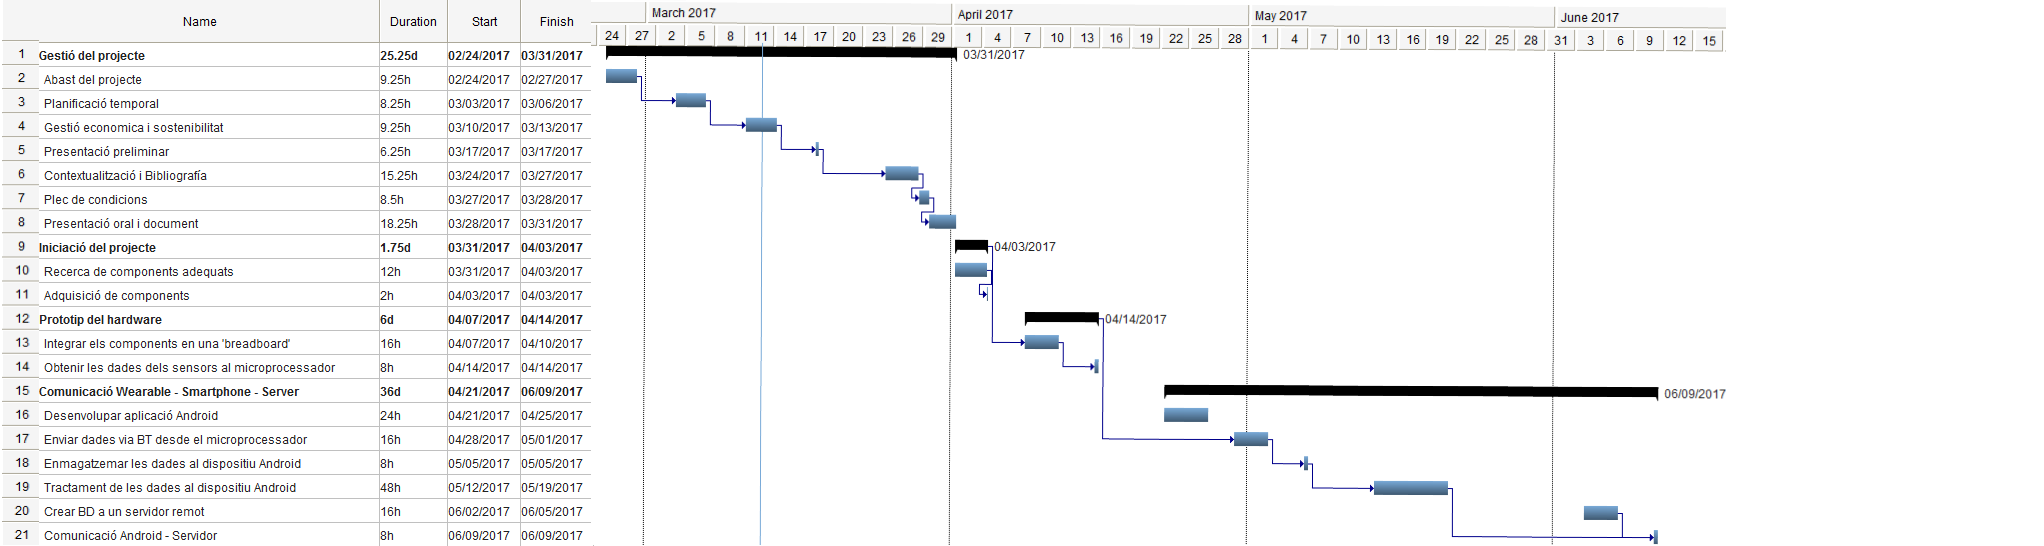 Name Duration Start Finish
March 2017 April 2017 May 2017 June 2017
24 27 2 5 8 11 14 17 20 23 26 29 1 4 7 10 13 16 19 22 25 28 1 4 7 10 13 16 19 22 25 28 31 3 6 9 12 15
1 Gestió del projecte 25.25d 02/24/2017 03/31/2017 03/31/2017
2 Abast del projecte 9.25h 02/24/2017 02/27/2017
3 Planificació temporal 8.25h 03/03/2017 03/06/2017
4 Gestió economica i sostenibilitat 9.25h 03/10/2017 03/13/2017
5 Presentació preliminar 6.25h 03/17/2017 03/17/2017
6 Contextualització i Bibliografía 15.25h 03/24/2017 03/27/2017
7 Plec de condicions 8.5h 03/27/2017 03/28/2017
8 Presentació oral i document 18.25h 03/28/2017 03/31/2017
9 Iniciació del projecte 1.75d 03/31/2017 04/03/2017 04/03/2017
10 Recerca de components adequats 12h 03/31/2017 04/03/2017
11 Adquisició de components 2h 04/03/2017 04/03/2017
12 Prototip del hardware 6d 04/07/2017 04/14/2017 04/14/2017
13 Integrar els components en una 'breadboard' 16h 04/07/2017 04/10/2017
14 Obtenir les dades dels sensors al microprocessador 8h 04/14/2017 04/14/2017
15 Comunicació Wearable - Smartphone - Server 36d 04/21/2017 06/09/2017 06/09/2017
16 Desenvolupar aplicació Android 24h 04/21/2017 04/25/2017
17 Enviar dades via BT desde el microprocessador 16h 04/28/2017 05/01/2017
18 Enmagatzemar les dades al dispositiu Android 8h 05/05/2017 05/05/2017
19 Tractament de les dades al dispositiu Android 48h 05/12/2017 05/19/2017
20 Crear BD a un servidor remot 16h 06/02/2017 06/05/2017
21 Comunicació Android - Servidor 8h 06/09/2017 06/09/2017